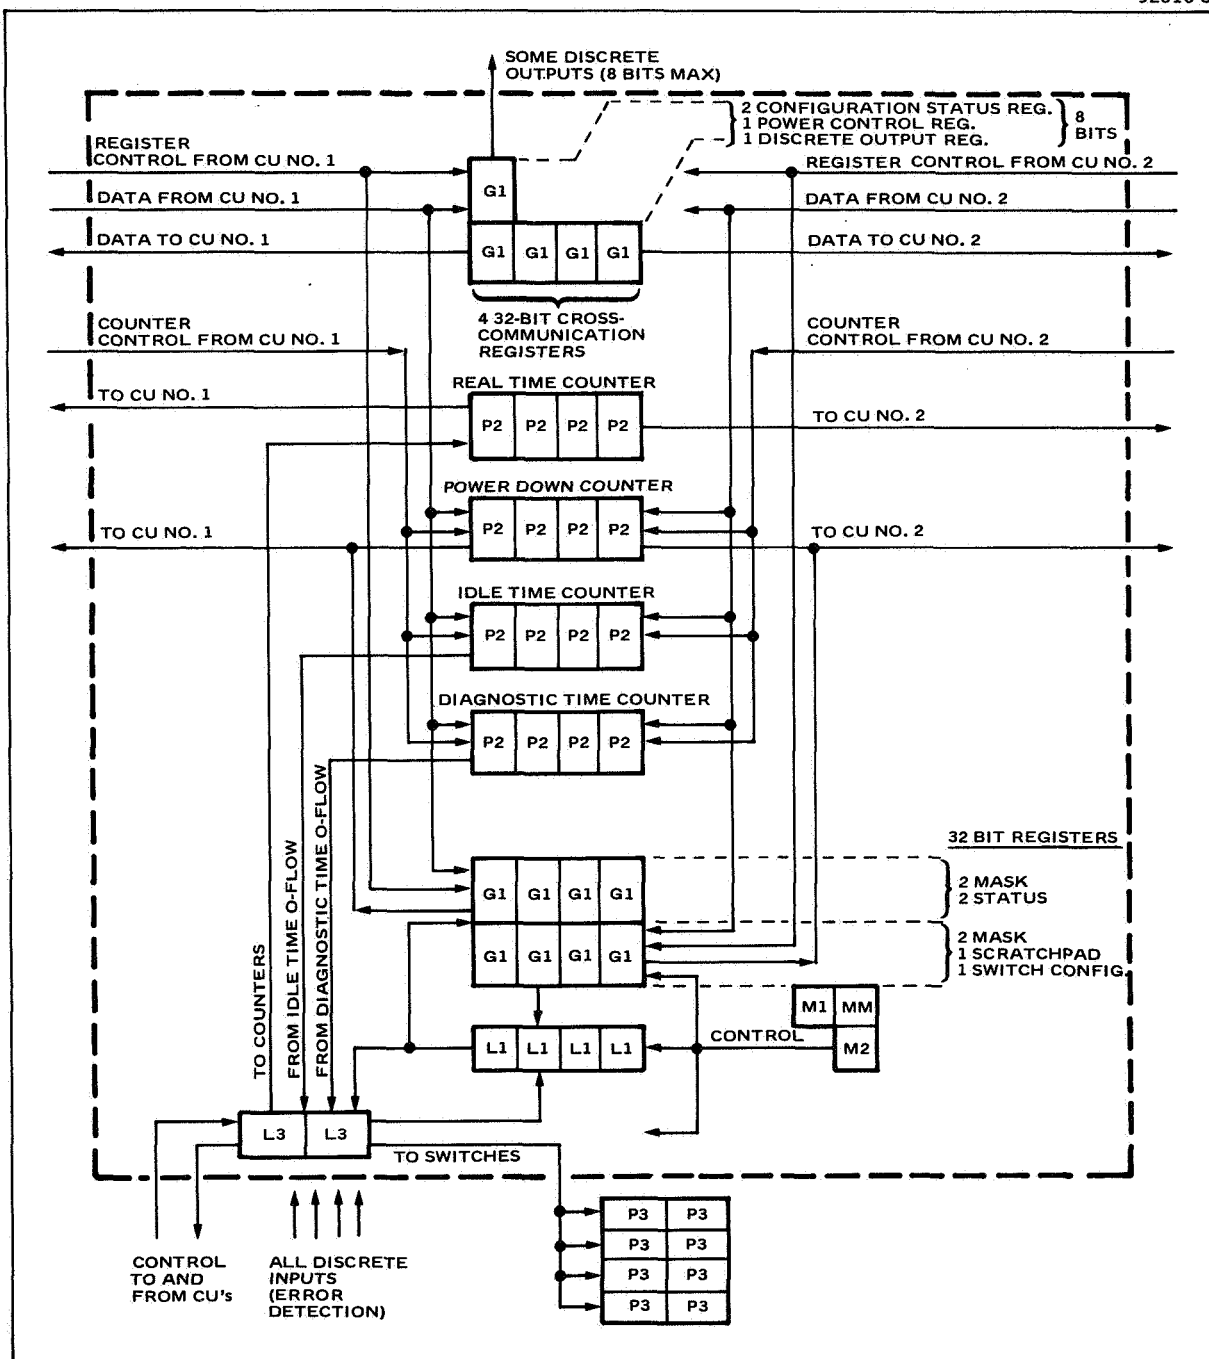 SOME DISCRETE
OUTPUTS (8 BITS MAX)
2 CONFIGURATION STATUS REG.
1 POWER CONTROL REG.
1 DISCRETE OUTPUT REG.
8
BITS
REGISTER
CONTROL FROM CU NO. 1
REGISTER CONTROL FROM CU NO. 2
G1
DATA FROM CU NO. 1
DATA FROM CU NO. 2
DATA TO CU NO. 1
G1 G1 G1 G1
DATA TO CU NO. 2
4 32-BIT CROSS-
COMMUNICATION
REGISTERS
COUNTER
CONTROL FROM CU NO. 1
COUNTER
CONTROL FROM CU NO. 2
REAL TIME COUNTER
TO CU NO. 1
P2 P2 P2 P2
TO CU NO. 2
POWER DOWN COUNTER
P2 P2 P2 P2
TO CU NO. 1
TO CU NO. 2
IDLE TIME COUNTER
P2 P2 P2 P2
DIAGNOSTIC TIME COUNTER
P2 P2 P2 P2
32 BIT REGISTERS
G1 G1 G1 G1
2 MASK
2 STATUS
G1 G1 G1 G1
2 MASK
1 SCRATCHPAD
1 SWITCH CONFIG.
TO COUNTERS
FROM IDLE TIME O-FLOW
FROM DIAGNOSTIC TIME O-FLOW
M1 MM
M2
CONTROL
L1 L1 L1 L1
L3 L3
TO SWITCHES
P3 P3
P3 P3
P3 P3
P3 P3
CONTROL
TO AND
FROM CU's
ALL DISCRETE
INPUTS
(ERROR
DETECTION)